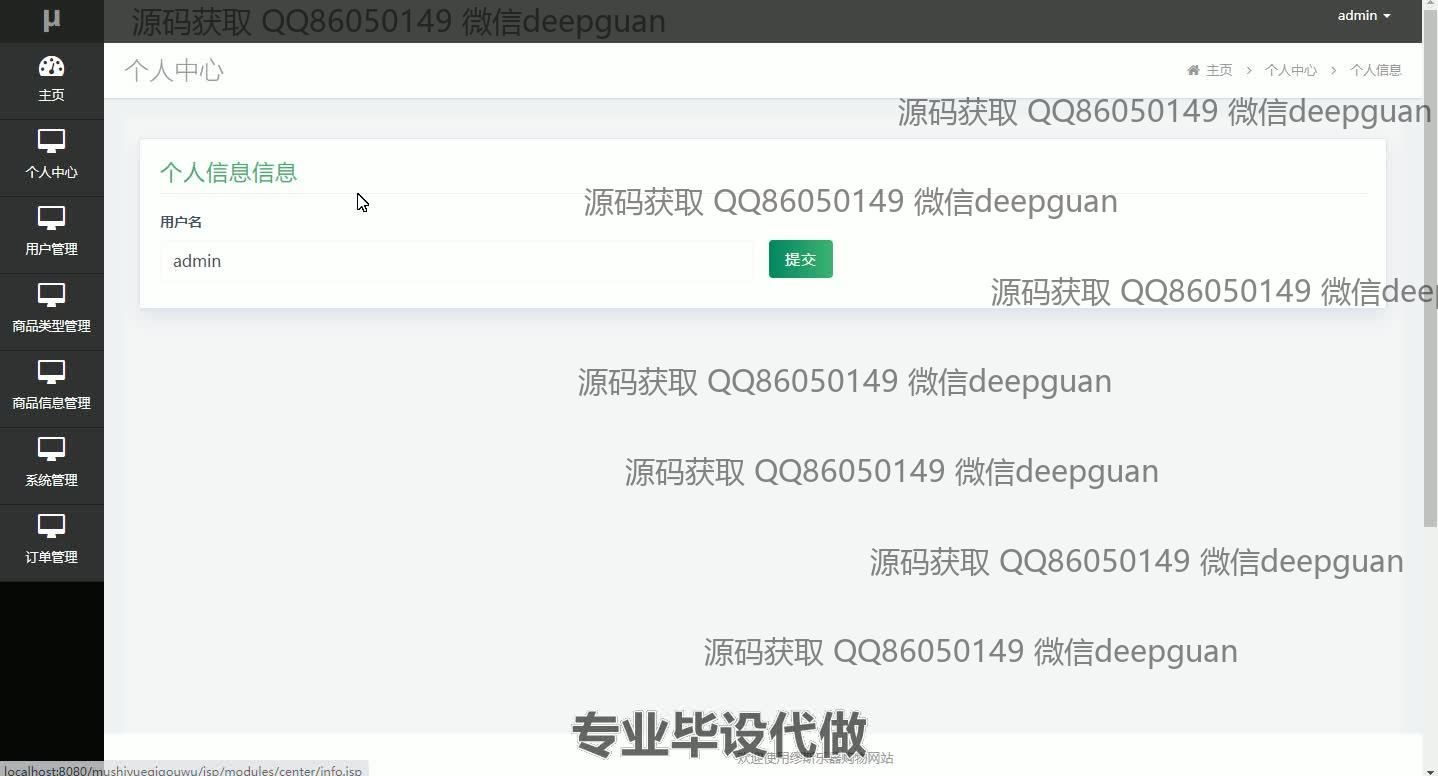 μ
源码获取 QQ86050149 微信deepguan
admin
主页
个人中心
用户管理
商品类型管理
商品信息管理
系统管理
订单管理
个人中心
主页 > 个人中心 > 个人信息
源码获取 QQ86050149 微信deepguan
个人信息信息
源码获取 QQ86050149 微信deepguan
用户名
admin
提交
源码获取 QQ86050149 微信deep
源码获取 QQ86050149 微信deepguan
源码获取 QQ86050149 微信deepguan
源码获取 QQ86050149 微信deepguan
源码获取 QQ86050149 微信deepguan
专业毕设代做
欢迎使用缪斯乐器购物网站
localhost:8080/mushiyueqigouwu/jsp/modules/center/info.jsp